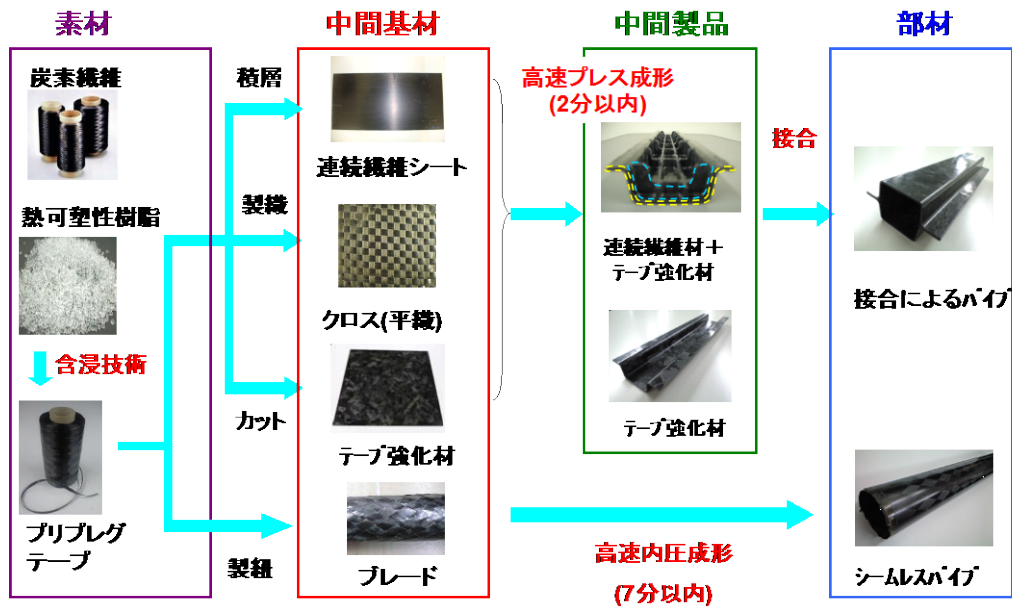 素材
炭素繊維
熱可塑性樹脂
含浸技術
プリプレグ
テープ
積層
製織
カット
製紐
中間基材
連続繊維シート
クロス(平織)
テープ強化材
ブレード
高速プレス成形
(2分以内)
中間製品
連続繊維材＋
テープ強化材
テープ強化材
高速内圧成形
(7分以内)
接合
部材
接合によるパイプ
シームレスパイプ